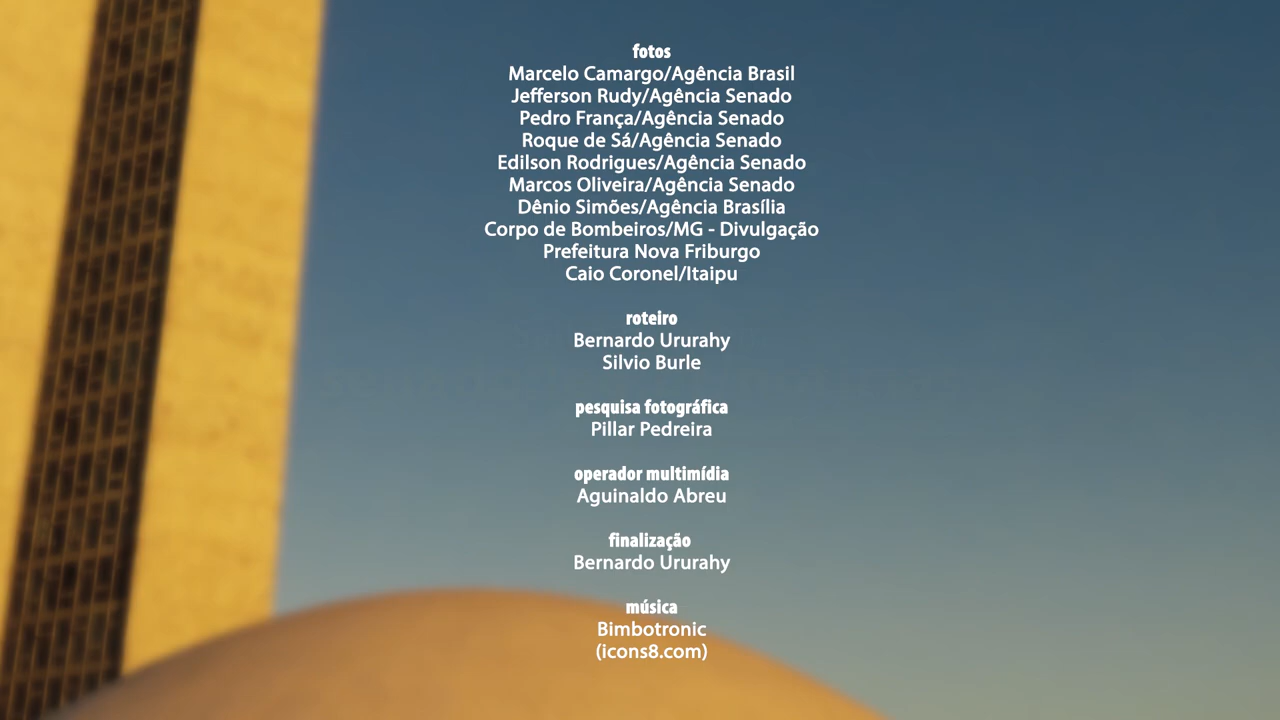 fotos
Marcelo Camargo/Agência Brasil
Jefferson Rudy/Agência Senado
Pedro França/Agência Senado
Roque de Sá/Agência Senado
Edilson Rodrigues/Agência Senado
Marcos Oliveira/Agência Senado
Dênio Simões/Agência Brasília
Corpo de Bombeiros/MG - Divulgação
Prefeitura Nova Friburgo
Caio Coronel/Itaipu
roteiro
Bernardo Ururahy
Silvio Burle
pesquisa fotográfica
Pillar Pedreira
operador multimídia
Aguinaldo Abreu
finalização
Bernardo Ururahy
música
Bimbotronic
(icons8.com)